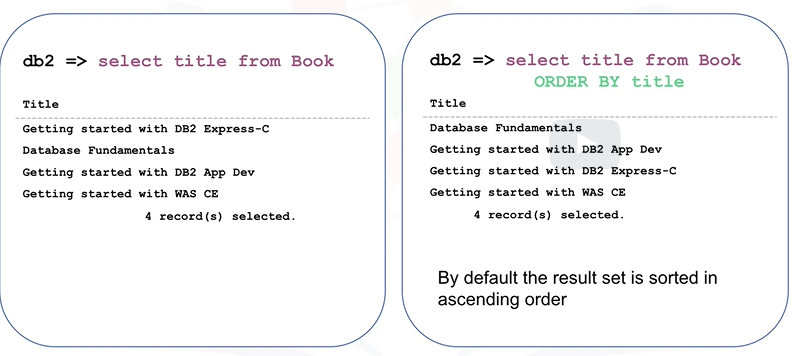 db2 => select title from Book
Title
Getting started with DB2 Express-C
Database Fundamentals
Getting started with DB2 App Dev
Getting started with WAS CE
4 record(s) selected.
db2 => select title from Book
ORDER BY title
Title
Database Fundamentals
Getting started with DB2 App Dev
Getting started with DB2 Express-C
Getting started with WAS CE
4 record(s) selected.
By default the result set is sorted in
ascending order